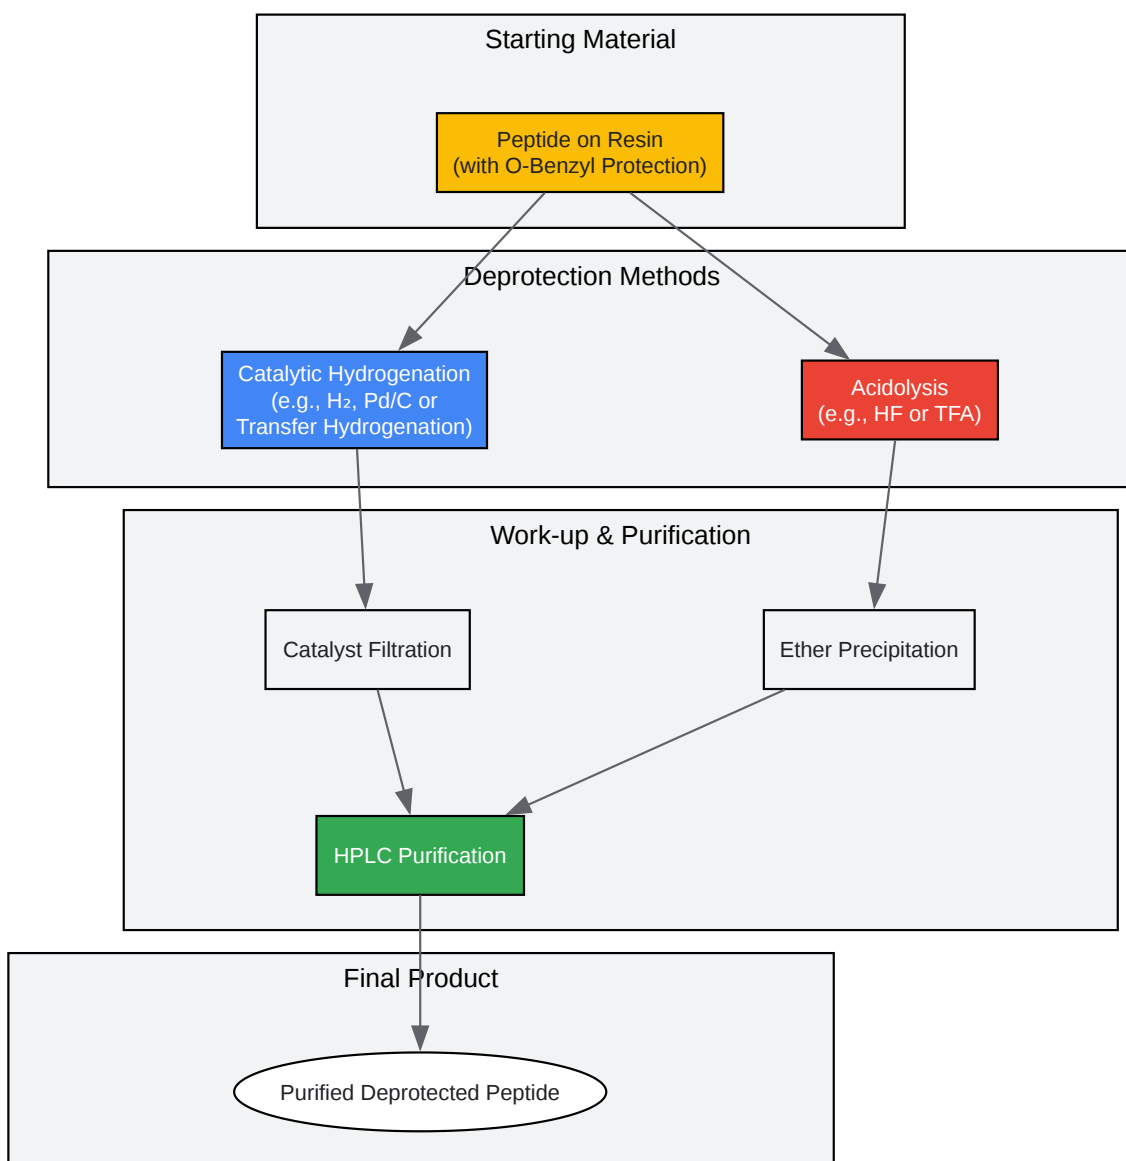 Starting Material
Peptide on Resin
(with O-Benzyl Protection)
Deprotection Methods
Catalytic Hydrogenation
(e.g., H₂, Pd/C or
Transfer Hydrogenation)
Acidolysis
(e.g., HF or TFA)
Work-up & Purification
Catalyst Filtration
Ether Precipitation
HPLC Purification
Final Product
Purified Deprotected Peptide